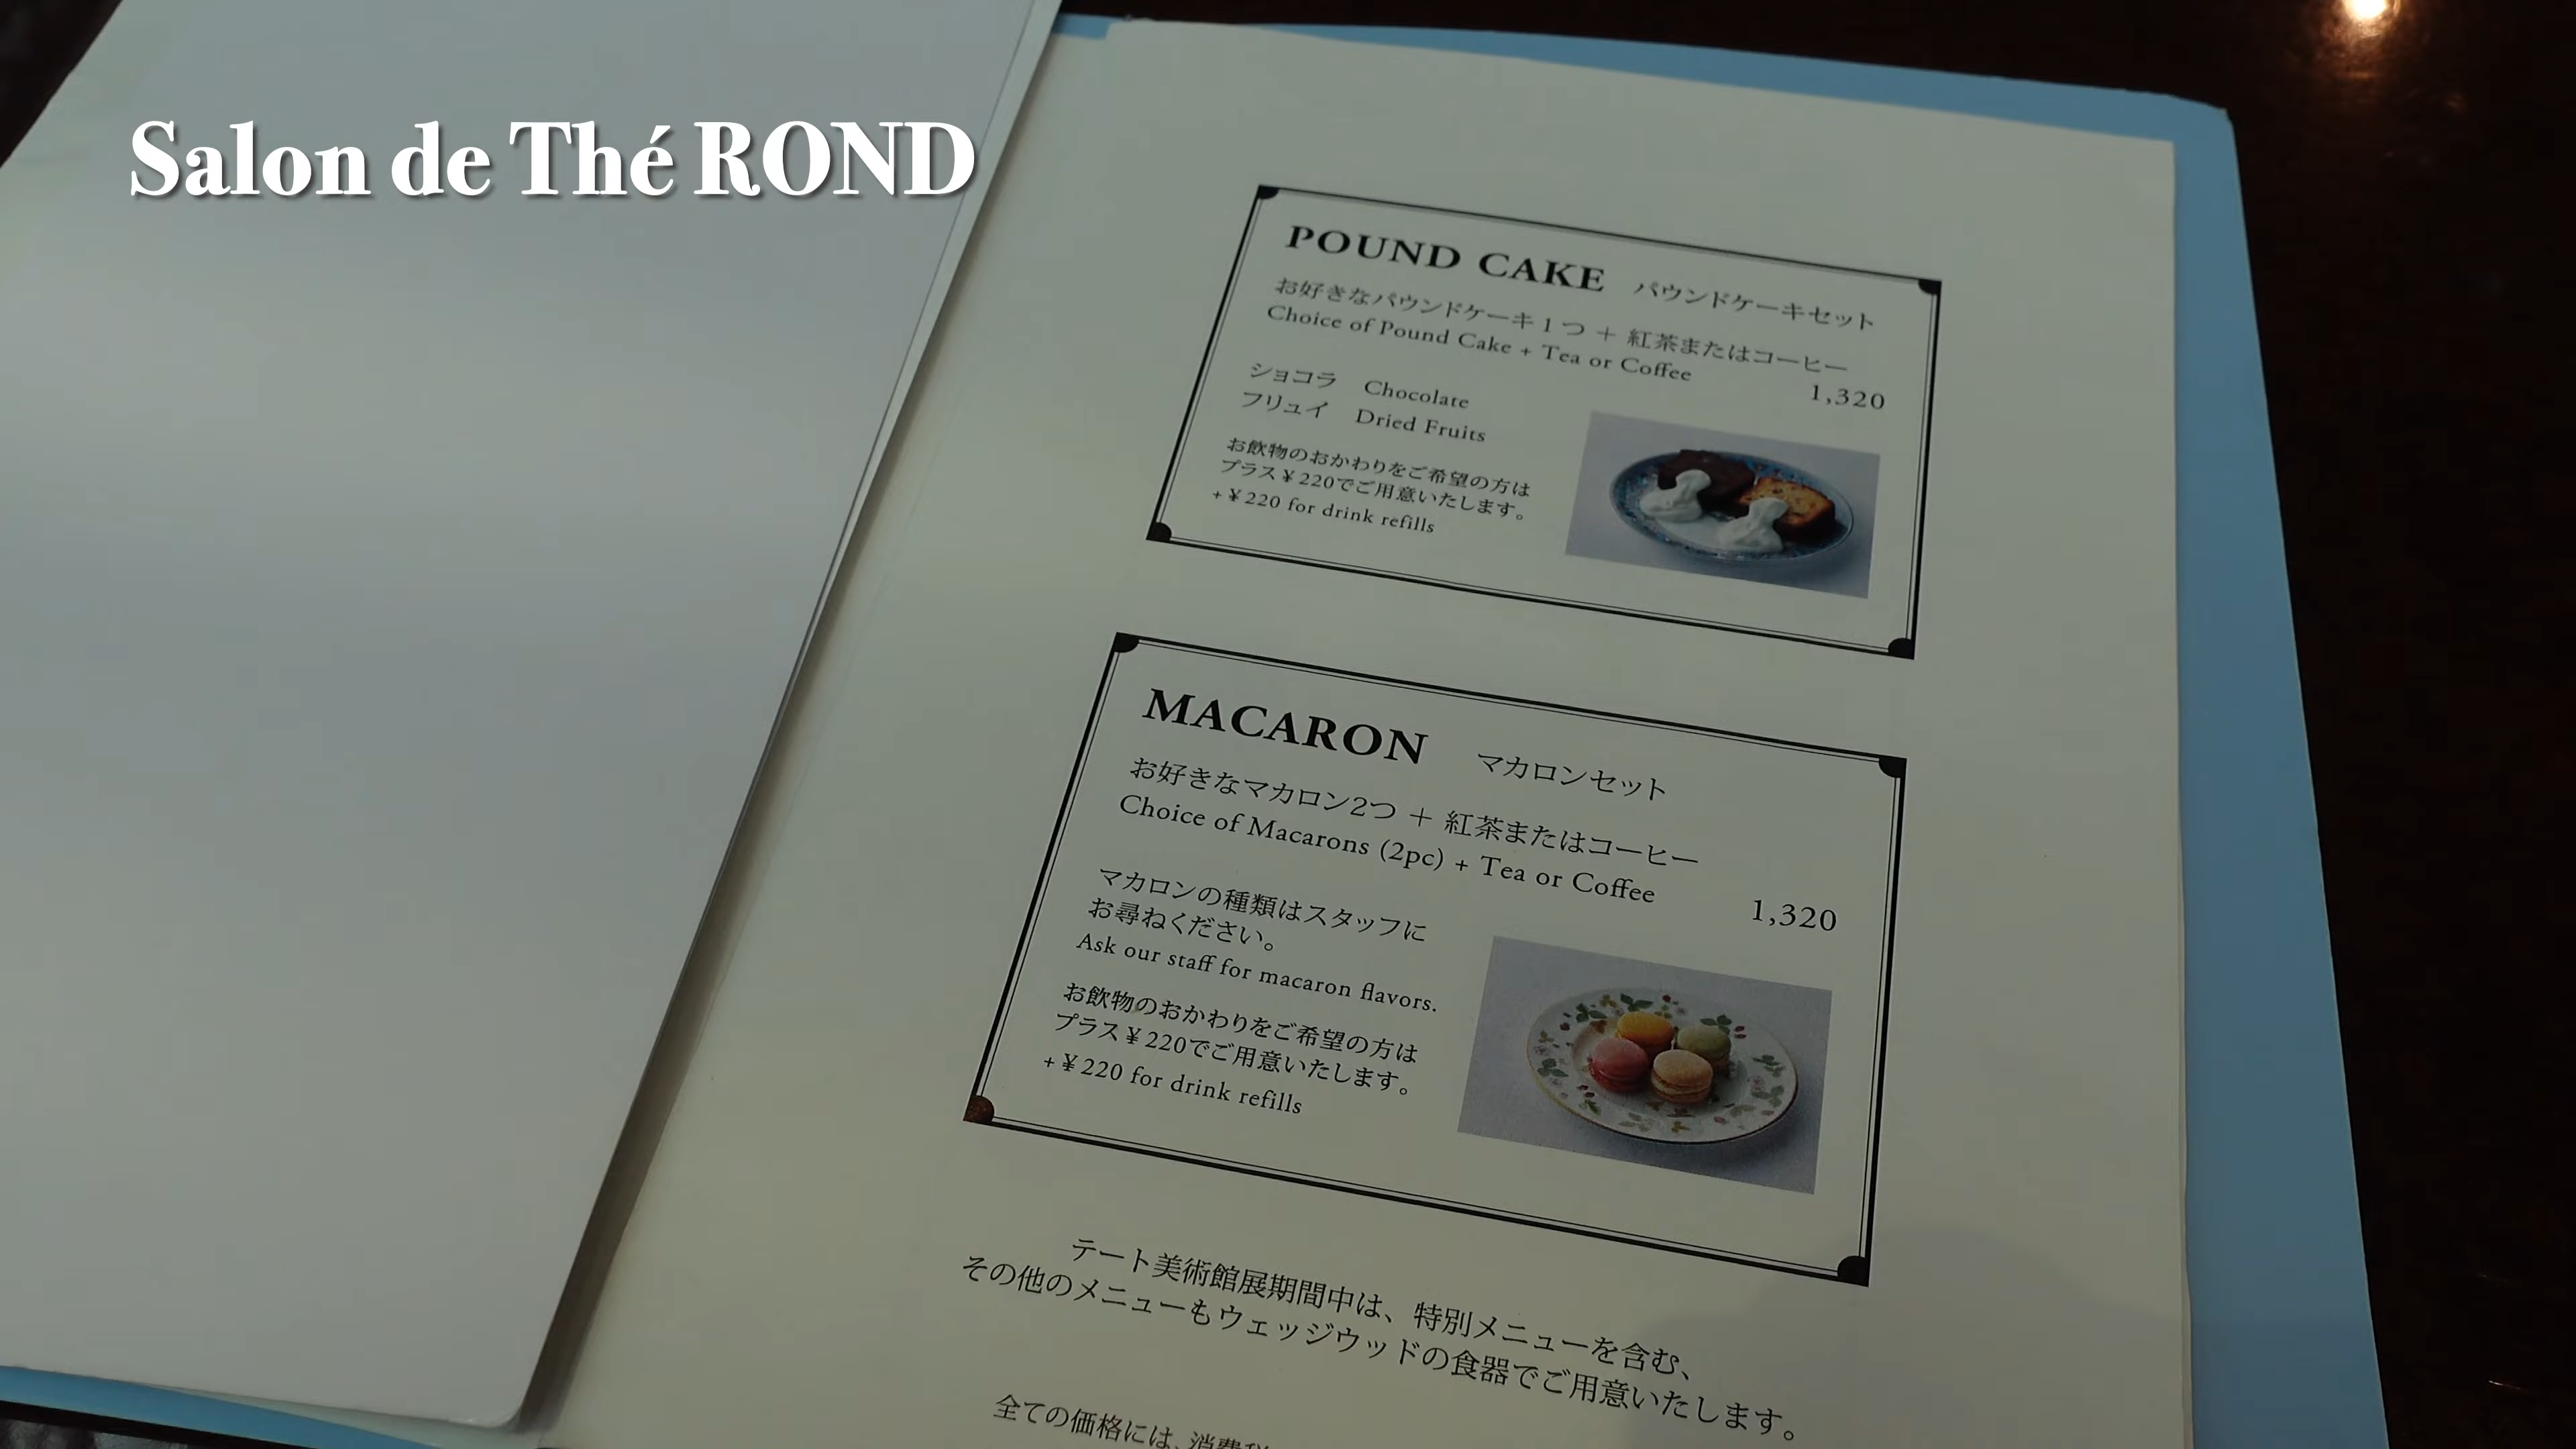 Salon de Thé ROND
POUND CAKE パウンドケーキセット
お好きなパウンドケーキ1つ + 紅茶またはコーヒー
Choice of Pound Cake + Tea or Coffee
1,320
ショコラ Chocolate
フリュイ Dried Fruits
お飲物のおかわりをご希望の方は
プラス¥220でご用意いたします。
+¥220 for drink refills
MACARON マカロンセット
お好きなマカロン2つ + 紅茶またはコーヒー
Choice of Macarons (2pc) + Tea or Coffee
1,320
マカロンの種類はスタッフに
お尋ねください。
Ask our staff for macaron flavors.
お飲物のおかわりをご希望の方は
プラス¥220でご用意いたします。
+¥220 for drink refills
テート美術館展期間中は、特別メニューを含む、
その他のメニューもウェッジウッドの食器でご用意いたします。
全ての価格には、消費税